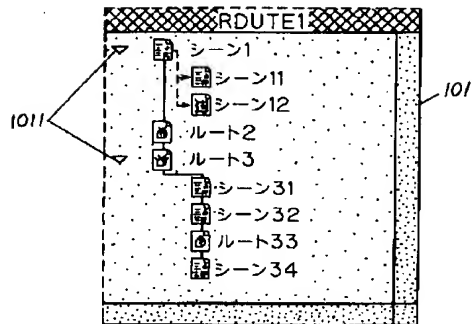 RDUTE1
シーン1
シーン11
101
シーン12
1011
ルート2
ルート3
シーン31
シーン32
ルート33
シーン34